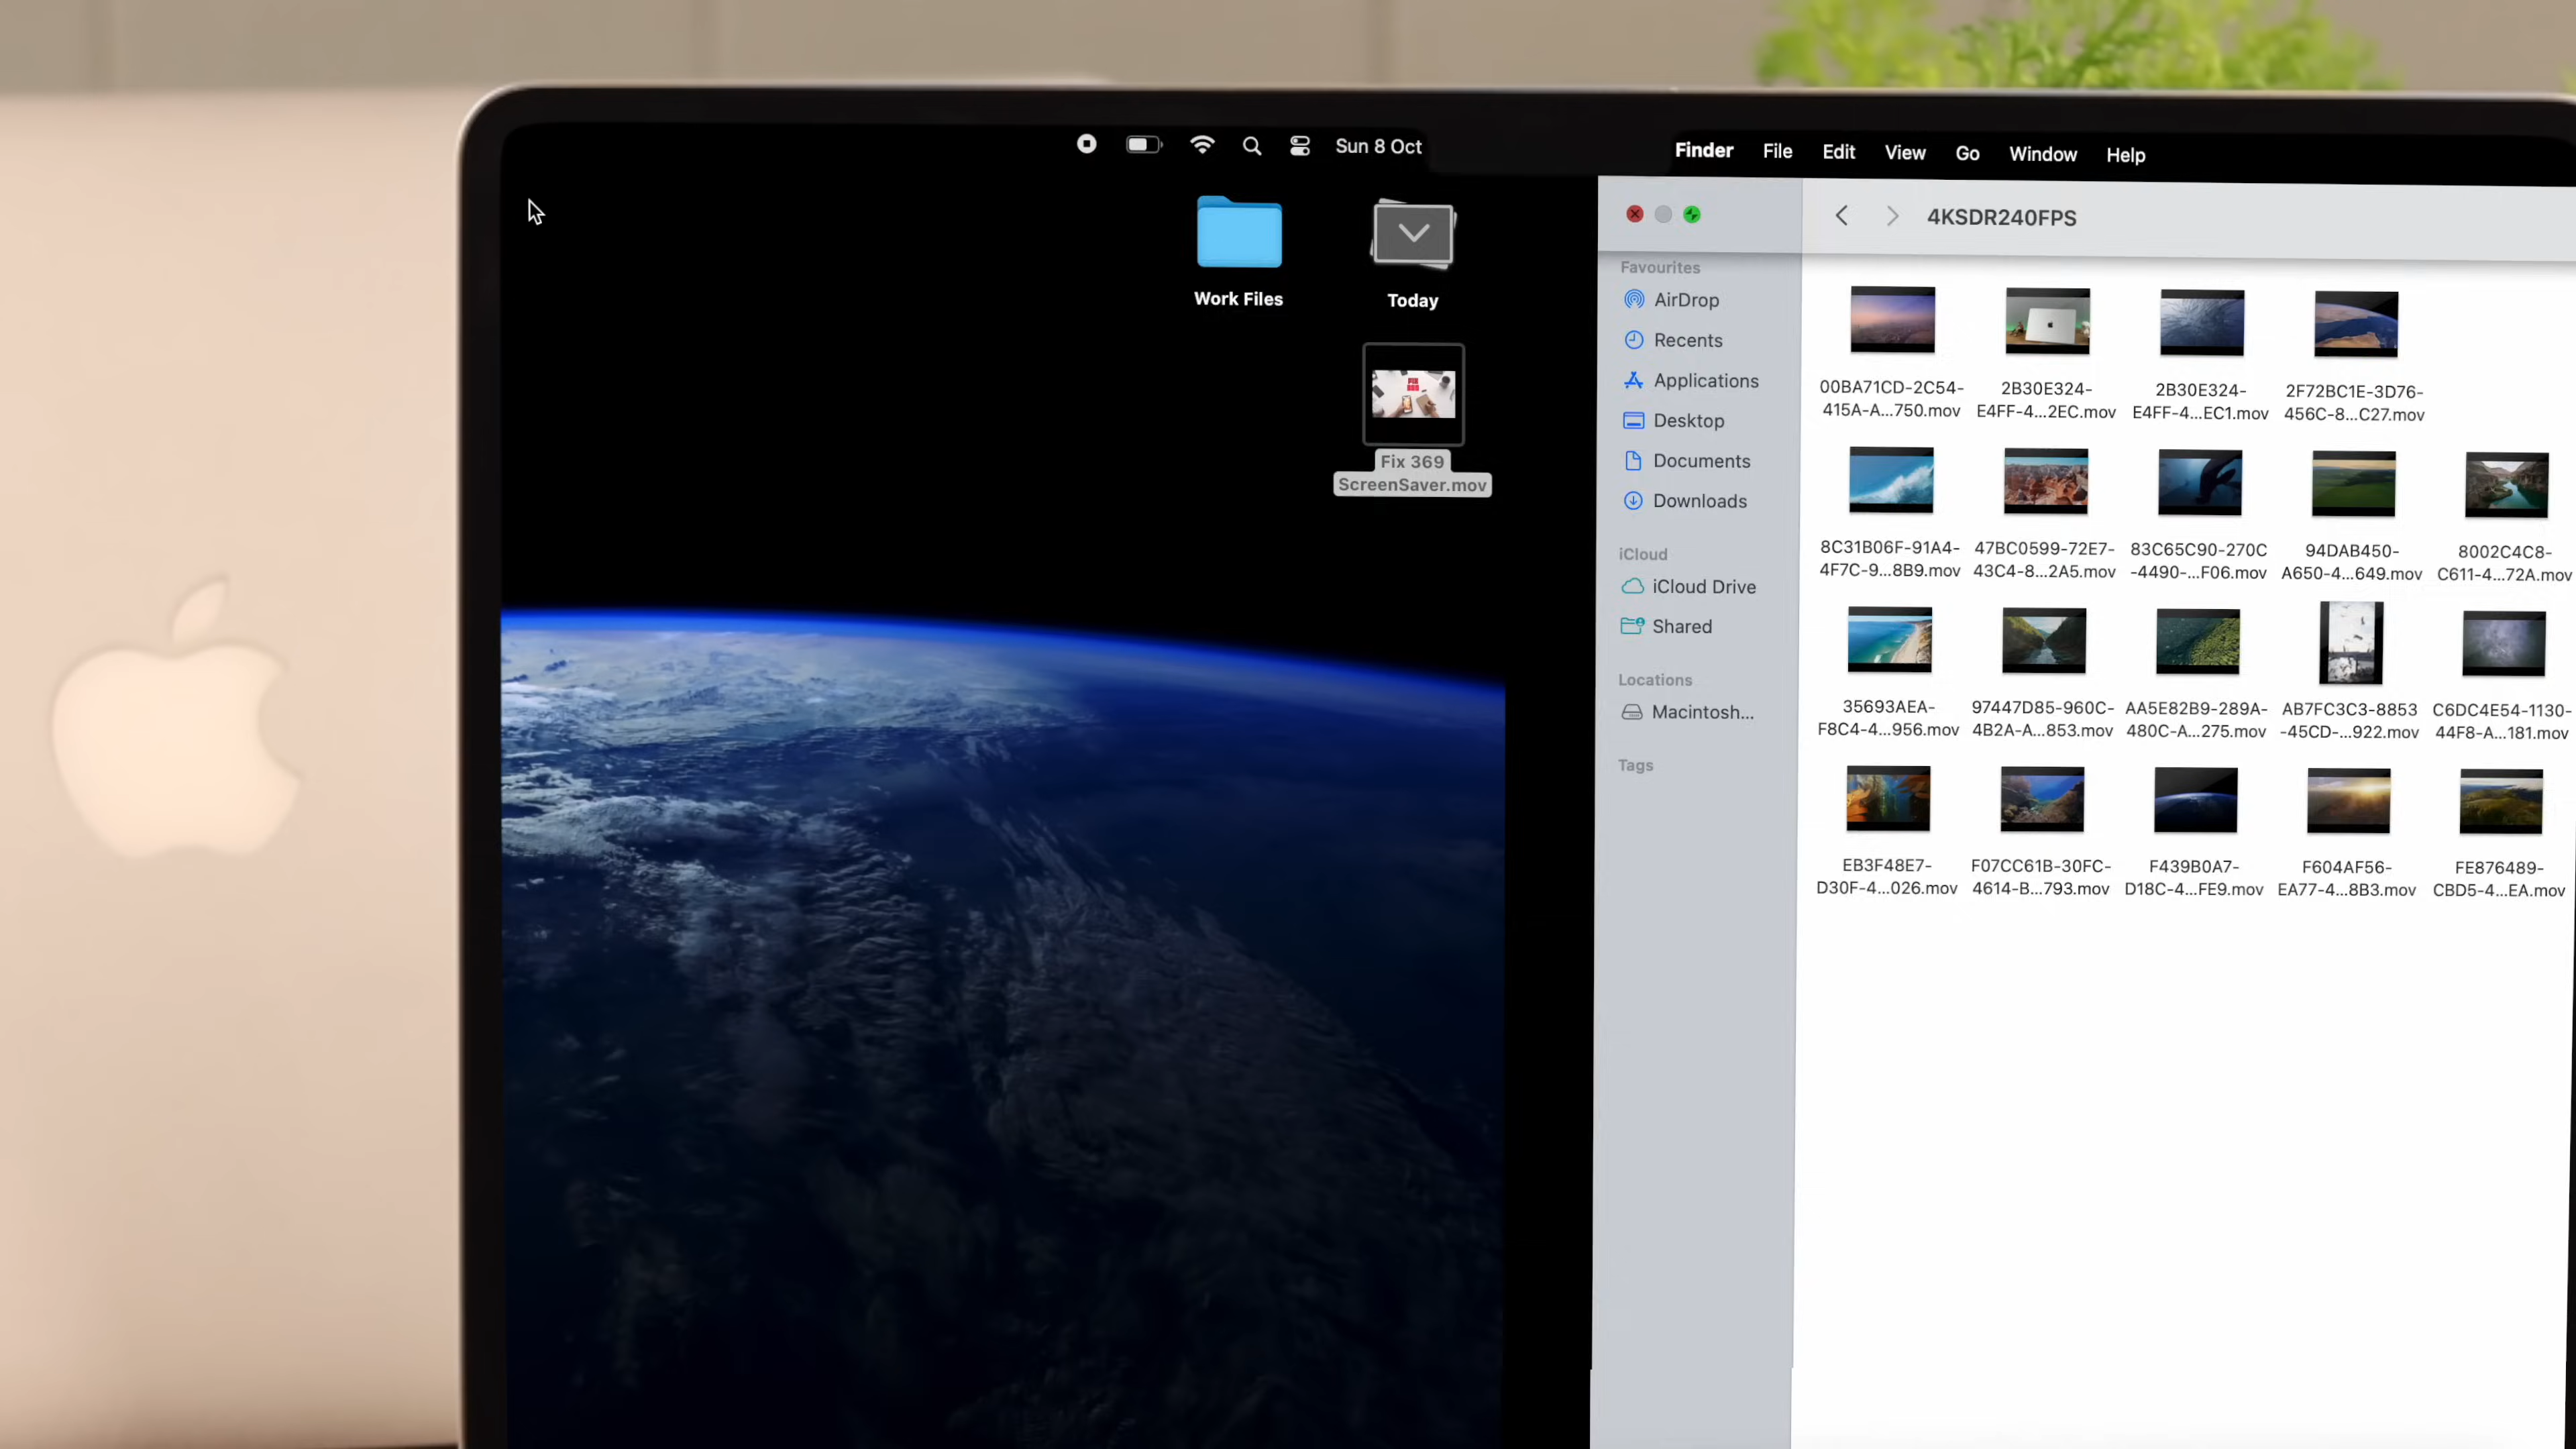 Sun 8 Oct
Finder File Edit View Go Window Help
Work Files
Today
Fix 369
ScreenSaver.mov
4KSDR240FPS
Favourites
AirDrop
Recents
Applications
Desktop
Documents
Downloads
iCloud
iCloud Drive
Shared
Locations
Macintosh...
Tags
00BA71CD-2C54-
415A-A...750.mov
2B30E324-
E4FF-4...2EC.mov
2B30E324-
E4FF-4...EC1.mov
2F72BC1E-3D76-
456C-8...C27.mov
8C31B06F-91A4-
4F7C-9...8B9.mov
47BC0599-72E7-
43C4-8...2A5.mov
83C65C90-270C
-4490-...F06.mov
94DAB450-
A650-4...649.mov
8002C4C8-
C611-4...72A.mov
35693AEA-
F8C4-4...956.mov
97447D85-960C-
4B2A-A...853.mov
AA5E82B9-289A-
480C-A...275.mov
AB7FC3C3-8853
-45CD-...922.mov
C6DC4E54-1130-
44F8-A...181.mov
EB3F48E7-
D30F-4...026.mov
F07CC61B-30FC-
4614-B...793.mov
F439B0A7-
D18C-4...FE9.mov
F604AF56-
EA77-4...8B3.mov
FE876489-
CBD5-4...EA.mov